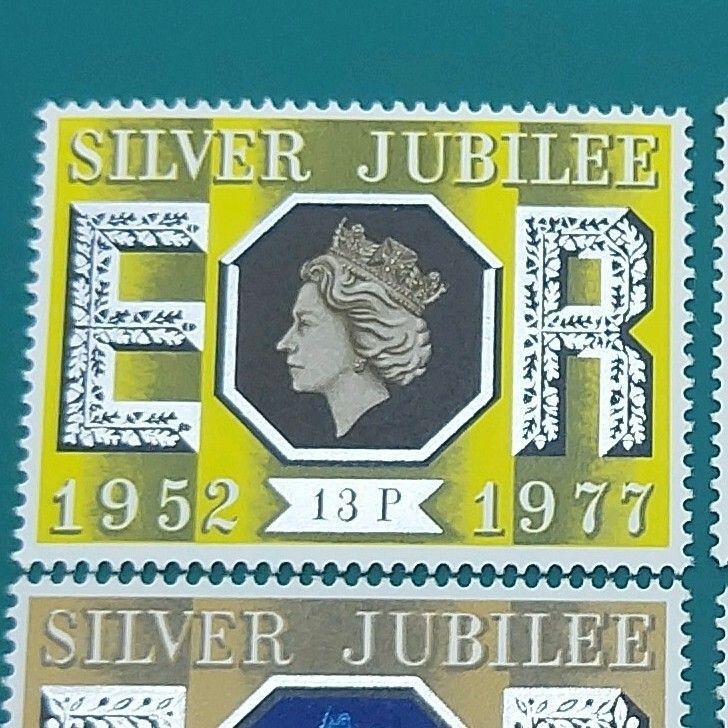 SILVER JUBILEE
E R
1952 13 P 1977
SILVER JUBILEE